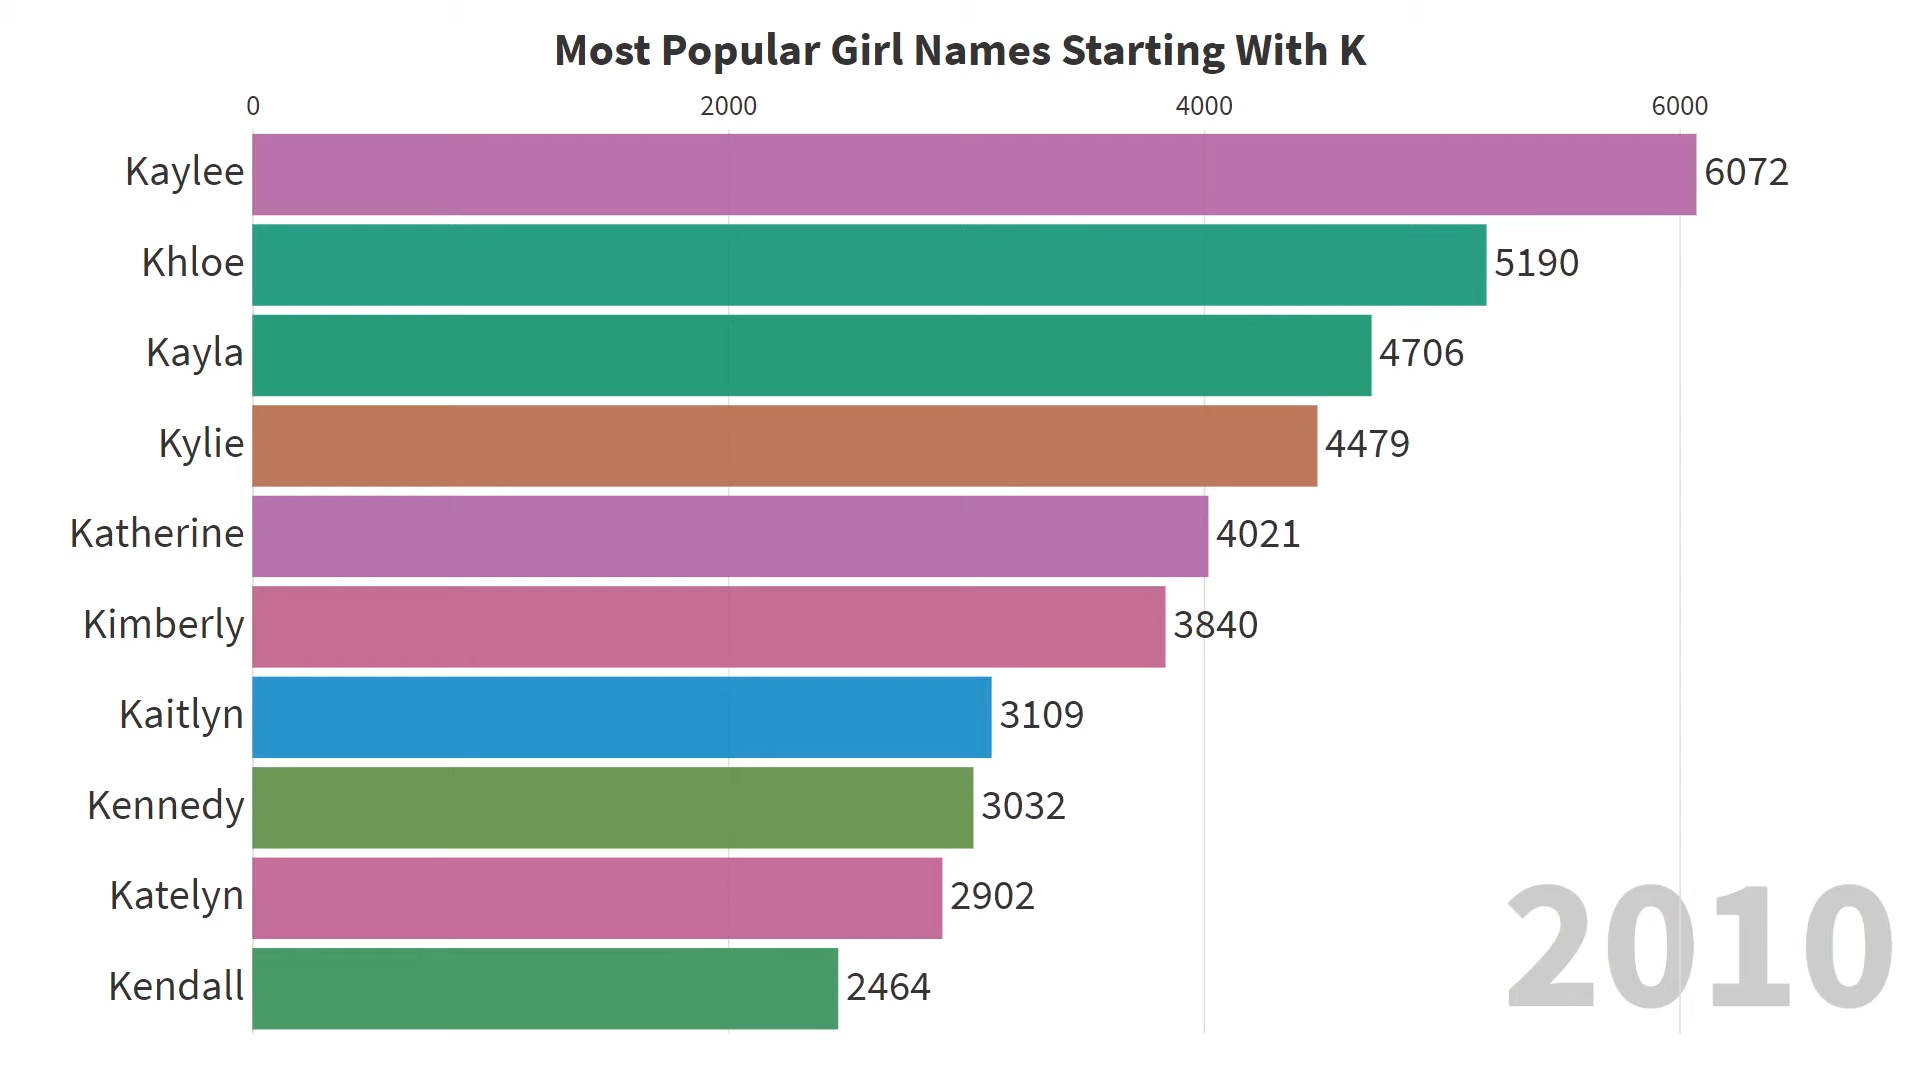 Most Popular Girl Names Starting With K
0 2000 4000 6000
Kaylee 6072
Khloe 5190
Kayla 4706
Kylie 4479
Katherine 4021
Kimberly 3840
Kaitlyn 3109
Kennedy 3032
Katelyn 2902
Kendall 2464
2010